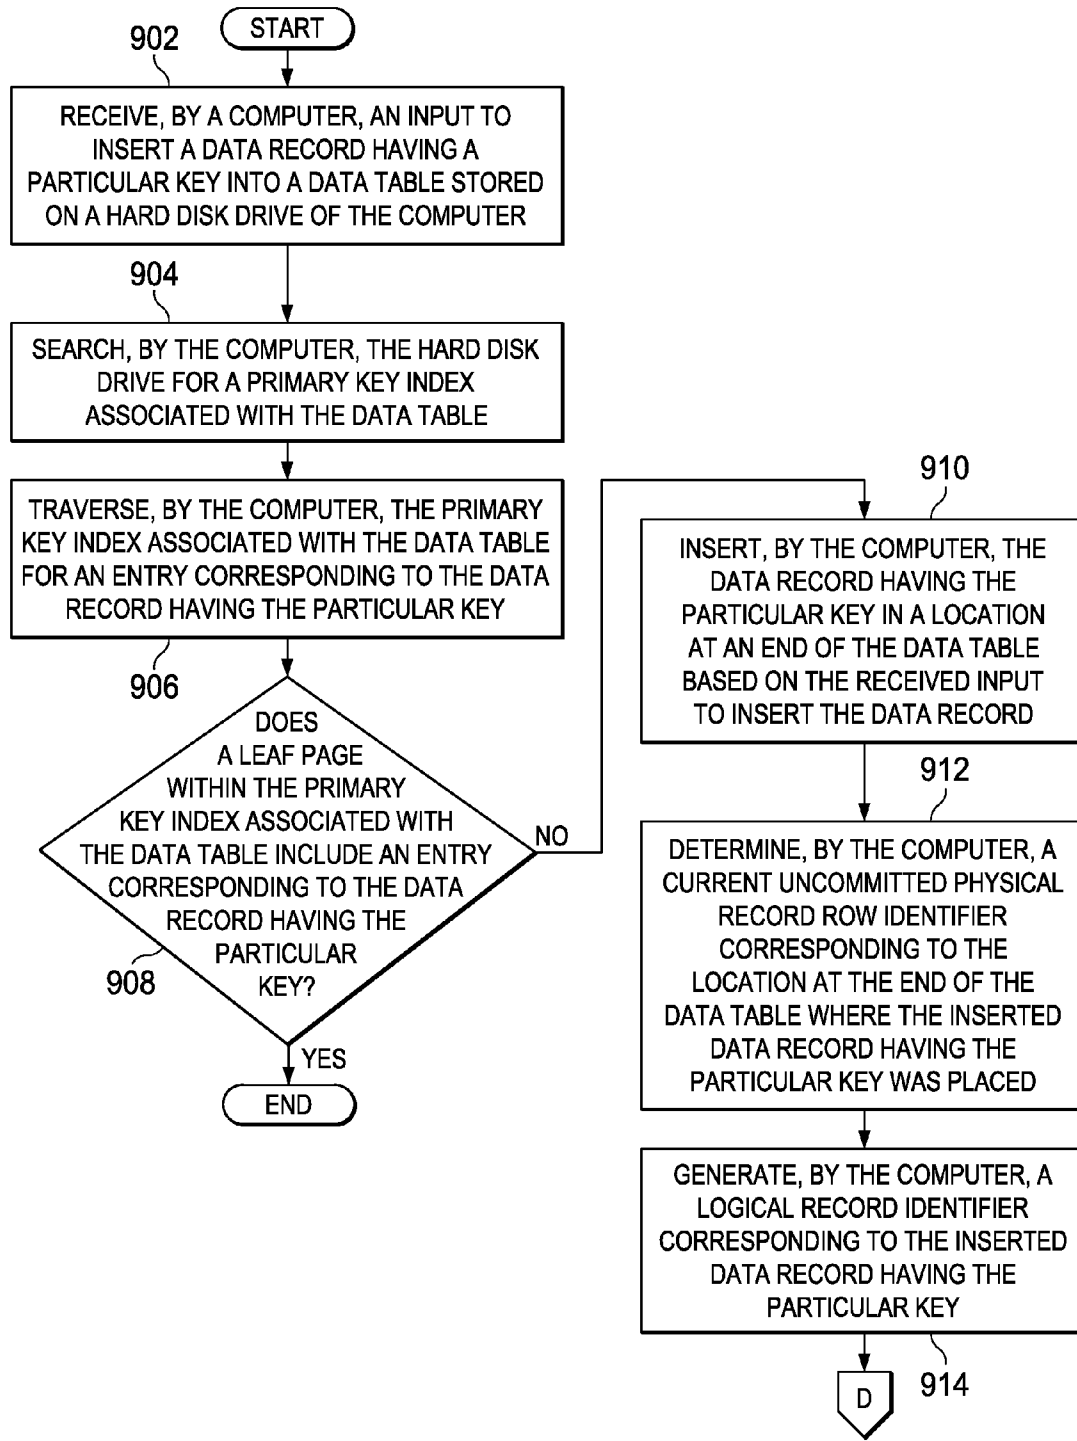 START
902
RECEIVE, BY A COMPUTER, AN INPUT TO
INSERT A DATA RECORD HAVING A
PARTICULAR KEY INTO A DATA TABLE STORED
ON A HARD DISK DRIVE OF THE COMPUTER
904
SEARCH, BY THE COMPUTER, THE HARD DISK
DRIVE FOR A PRIMARY KEY INDEX
ASSOCIATED WITH THE DATA TABLE
TRAVERSE, BY THE COMPUTER, THE PRIMARY
KEY INDEX ASSOCIATED WITH THE DATA TABLE
FOR AN ENTRY CORRESPONDING TO THE DATA
RECORD HAVING THE PARTICULAR KEY
906
DOES
A LEAF PAGE
WITHIN THE PRIMARY
KEY INDEX ASSOCIATED WITH
THE DATA TABLE INCLUDE AN ENTRY
CORRESPONDING TO THE DATA
RECORD HAVING THE
PARTICULAR
KEY?
908
NO
YES
END
910
INSERT, BY THE COMPUTER, THE
DATA RECORD HAVING THE
PARTICULAR KEY IN A LOCATION
AT AN END OF THE DATA TABLE
BASED ON THE RECEIVED INPUT
TO INSERT THE DATA RECORD
912
DETERMINE, BY THE COMPUTER, A
CURRENT UNCOMMITTED PHYSICAL
RECORD ROW IDENTIFIER
CORRESPONDING TO THE
LOCATION AT THE END OF THE
DATA TABLE WHERE THE INSERTED
DATA RECORD HAVING THE
PARTICULAR KEY WAS PLACED
GENERATE, BY THE COMPUTER, A
LOGICAL RECORD IDENTIFIER
CORRESPONDING TO THE INSERTED
DATA RECORD HAVING THE
PARTICULAR KEY
914
D